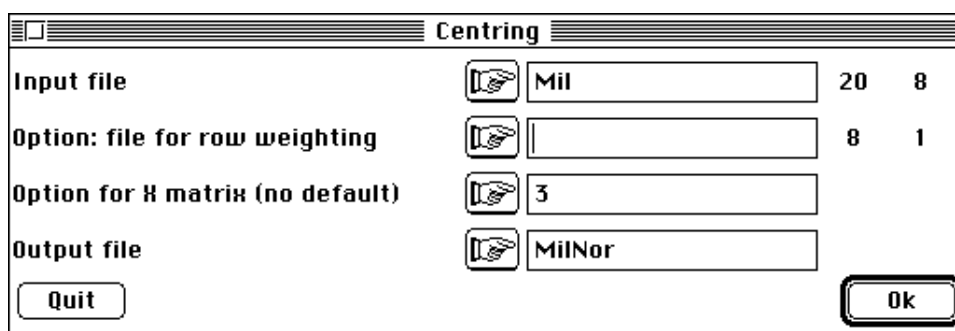 Centring
Input file Mil 20 8
Option: file for row weighting 8 1
Option for X matrix (no default) 3
Output file MilNor
Quit Ok